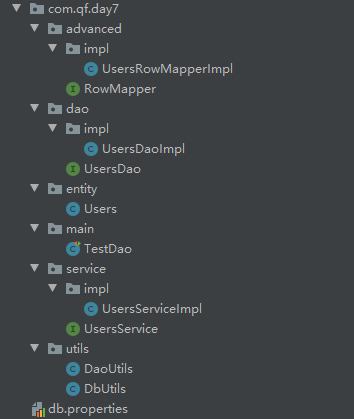 com.qf.day7
advanced
impl
UsersRowMapperImpl
RowMapper
dao
impl
UsersDaoImpl
UsersDao
entity
Users
main
TestDao
service
impl
UsersServiceImpl
UsersService
utils
DaoUtils
DbUtils
db.properties